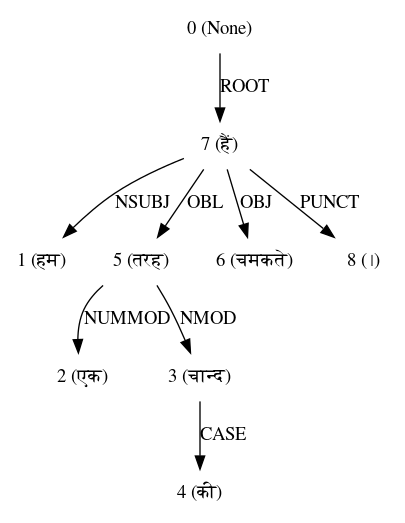 0 (None)
ROOT
7 (हैं)
NSUBJ OBL OBJ PUNCT
1 (हम) 5 (तरह) 6 (चमकते) 8 (।)
NUMMOD NMOD
2 (एक) 3 (चान्द)
CASE
4 (की)